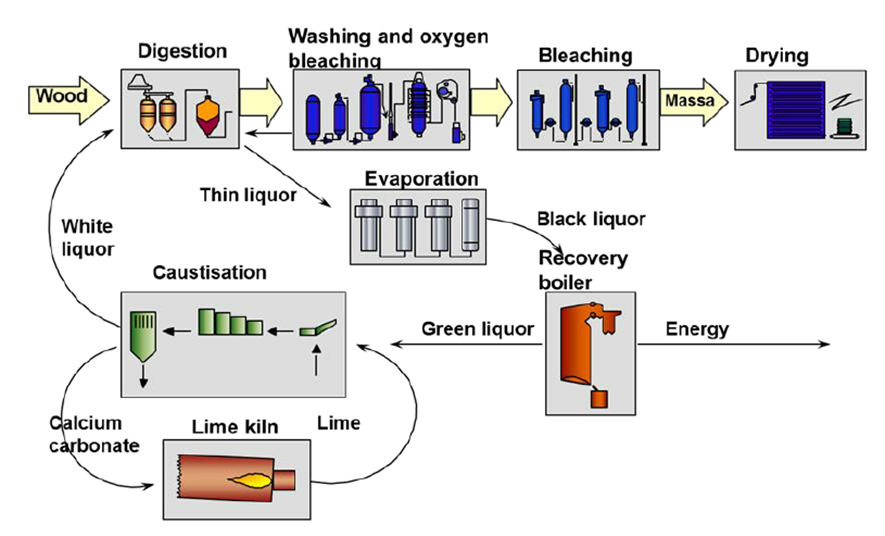 Digestion
Washing and oxygen
bleaching
Bleaching
Drying
Wood
Massa
Thin liquor
Evaporation
Black liquor
White
liquor
Caustisation
Recovery
boiler
Green liquor
Energy
Calcium
carbonate
Lime kiln
Lime